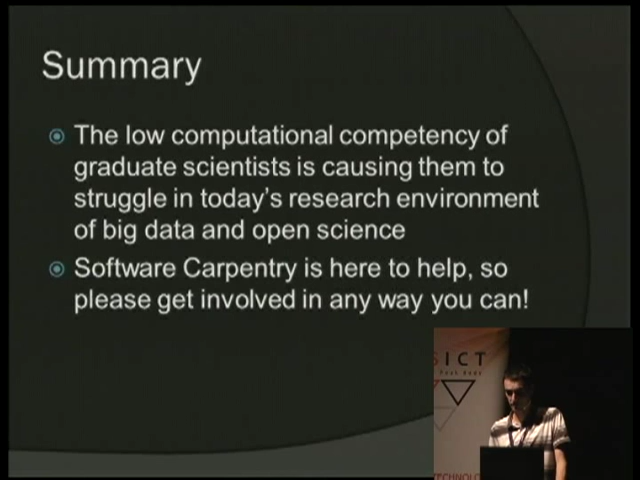 Summary
The low computational competency of
graduate scientists is causing them to
struggle in today's research environment
of big data and open science
Software Carpentry is here to help, so
please get involved in any way you can!
SICT
TECHNOLO